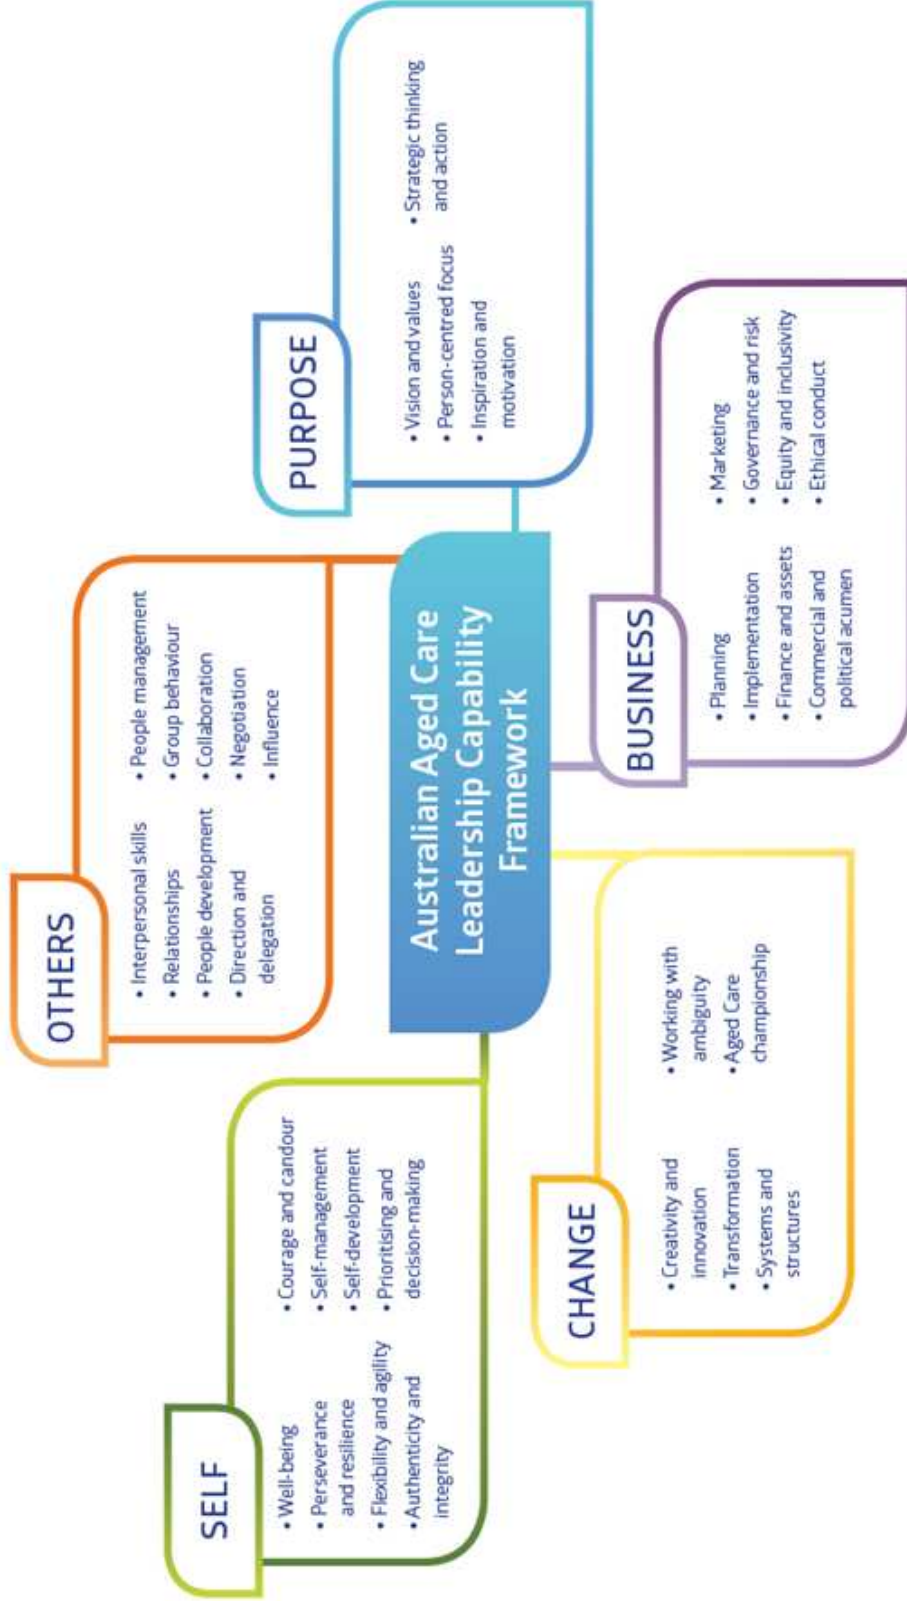 SELF
• Well-being
• Perseverance
and resilience
• Flexibility and agility
• Authenticity and
integrity
• Courage and candour
• Self-management
• Self-development
• Prioritising and
decision-making
OTHERS
• Interpersonal skills
• Relationships
• People development
• Direction and
delegation
• People management
• Group behaviour
• Collaboration
• Negotiation
• Influence
PURPOSE
• Vision and values
• Person-centred focus
• Inspiration and
motivation
• Strategic thinking
and action
Australian Aged Care
Leadership Capability
Framework
CHANGE
• Creativity and
innovation
• Transformation
• Systems and
structures
• Working with
ambiguity
• Aged Care
championship
BUSINESS
• Planning
• Implementation
• Finance and assets
• Commercial and
political acumen
• Marketing
• Governance and risk
• Equity and inclusivity
• Ethical conduct